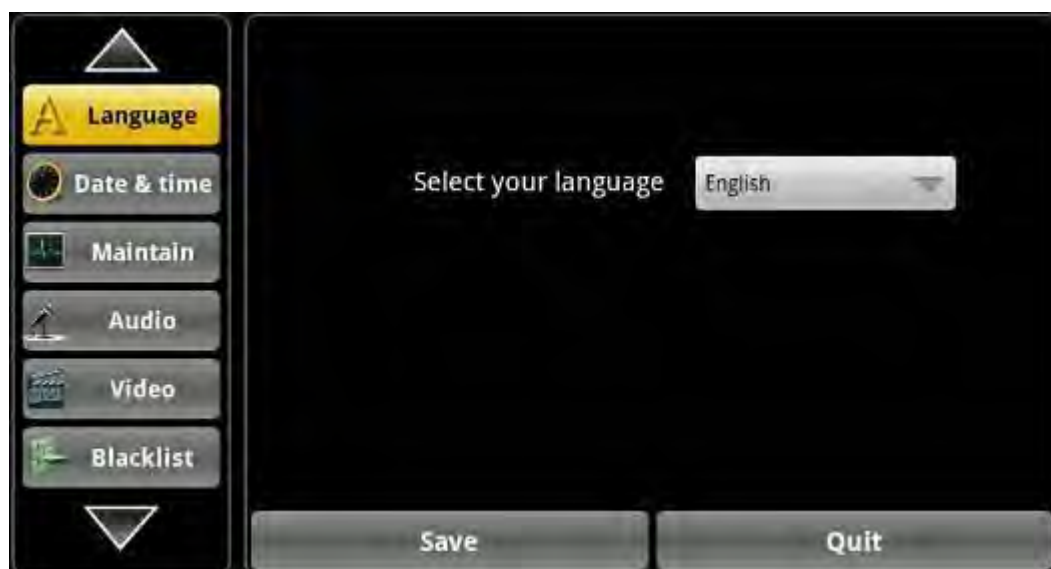 Language
Date & time
Maintain
Audio
Video
Blacklist
Select your language
English
Save
Quit